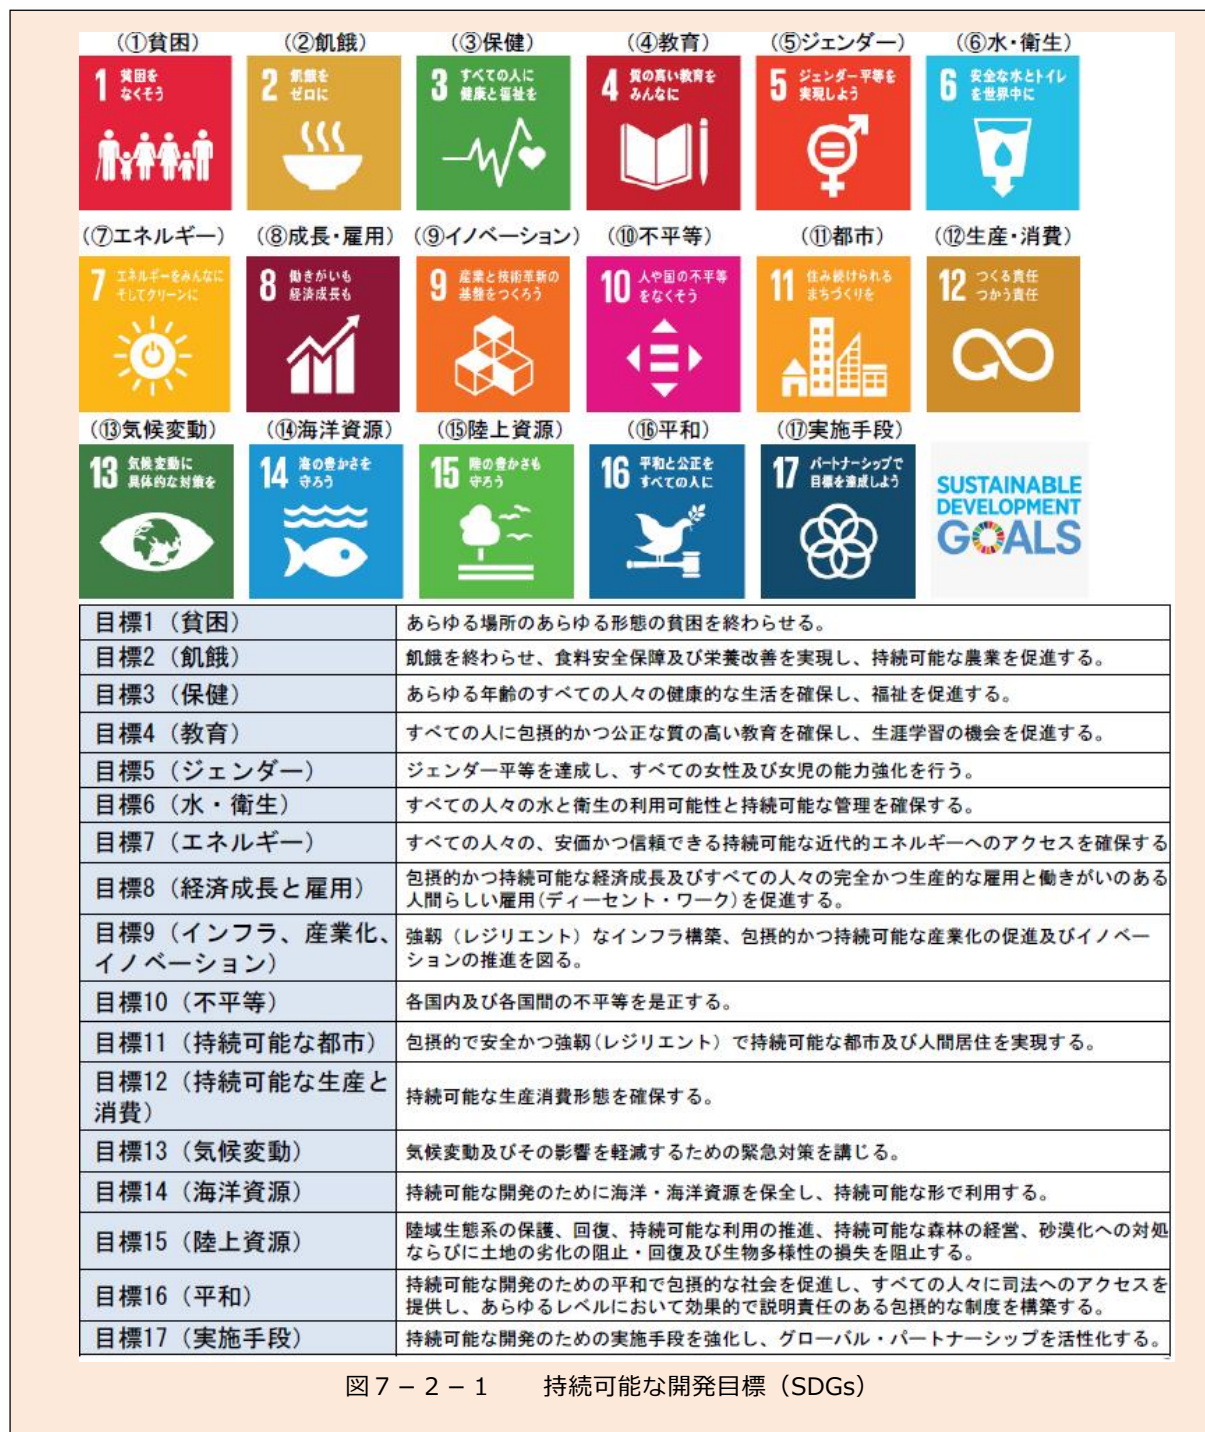 (①貧困) (②飢餓) (③保健) (④教育) (⑤ジェンダー) (⑥水・衛生)
1 貧困を なくそう
2 飢餓を ゼロに
3 すべての人に 健康と福祉を
4 質の高い教育を みんなに
5 ジェンダー平等を 実現しよう
6 安全な水とトイレ を世界中に
(⑦エネルギー) (⑧成長・雇用) (⑨イノベーション) (⑩不平等) (⑪都市) (⑫生産・消費)
7 エネルギーをみんなに そしてクリーンに
8 働きがいも 経済成長も
9 産業と技術革新の 基盤をつくろう
10 人や国の不平等 をなくそう
11 住み続けられる まちづくりを
12 つくる責任 つかう責任
(⑬気候変動) (⑭海洋資源) (⑮陸上資源) (⑯平和) (⑰実施手段)
13 気候変動に 具体的な対策を
14 海の豊かさを 守ろう
15 陸の豊かさも 守ろう
16 平和と公正を すべての人に
17 パートナーシップで 目標を達成しよう
SUSTAINABLE
DEVELOPMENT
GOALS
目標1(貧困) あらゆる場所のあらゆる形態の貧困を終わらせる。
目標2(飢餓) 飢餓を終わらせ、食料安全保障及び栄養改善を実現し、持続可能な農業を促進する。
目標3(保健) あらゆる年齢のすべての人々の健康的な生活を確保し、福祉を促進する。
目標4(教育) すべての人に包摂的かつ公正な質の高い教育を確保し、生涯学習の機会を促進する。
目標5(ジェンダー) ジェンダー平等を達成し、すべての女性及び女児の能力強化を行う。
目標6(水・衛生) すべての人々の水と衛生の利用可能性と持続可能な管理を確保する。
目標7(エネルギー) すべての人々の、安価かつ信頼できる持続可能な近代的エネルギーへのアクセスを確保する
目標8(経済成長と雇用) 包摂的かつ持続可能な経済成長及びすべての人々の完全かつ生産的な雇用と働きがいのある
人間らしい雇用(ディーセント・ワーク)を促進する。
目標9(インフラ、産業化、
イノベーション)
強靱(レジリエント)なインフラ構築、包摂的かつ持続可能な産業化の促進及びイノベー
ションの推進を図る。
目標10(不平等) 各国内及び各国間の不平等を是正する。
目標11(持続可能な都市) 包摂的で安全かつ強靱(レジリエント)で持続可能な都市及び人間居住を実現する。
目標12(持続可能な生産と
消費)
持続可能な生産消費形態を確保する。
目標13(気候変動) 気候変動及びその影響を軽減するための緊急対策を講じる。
目標14(海洋資源) 持続可能な開発のために海洋・海洋資源を保全し、持続可能な形で利用する。
目標15(陸上資源) 陸域生態系の保護、回復、持続可能な利用の推進、持続可能な森林の経営、砂漠化への対処
ならびに土地の劣化の阻止・回復及び生物多様性の損失を阻止する。
目標16(平和) 持続可能な開発のための平和で包摂的な社会を促進し、すべての人々に司法へのアクセスを
提供し、あらゆるレベルにおいて効果的で説明責任のある包摂的な制度を構築する。
目標17(実施手段) 持続可能な開発のための実施手段を強化し、グローバル・パートナーシップを活性化する。
図7-2-1 持続可能な開発目標(SDGs)